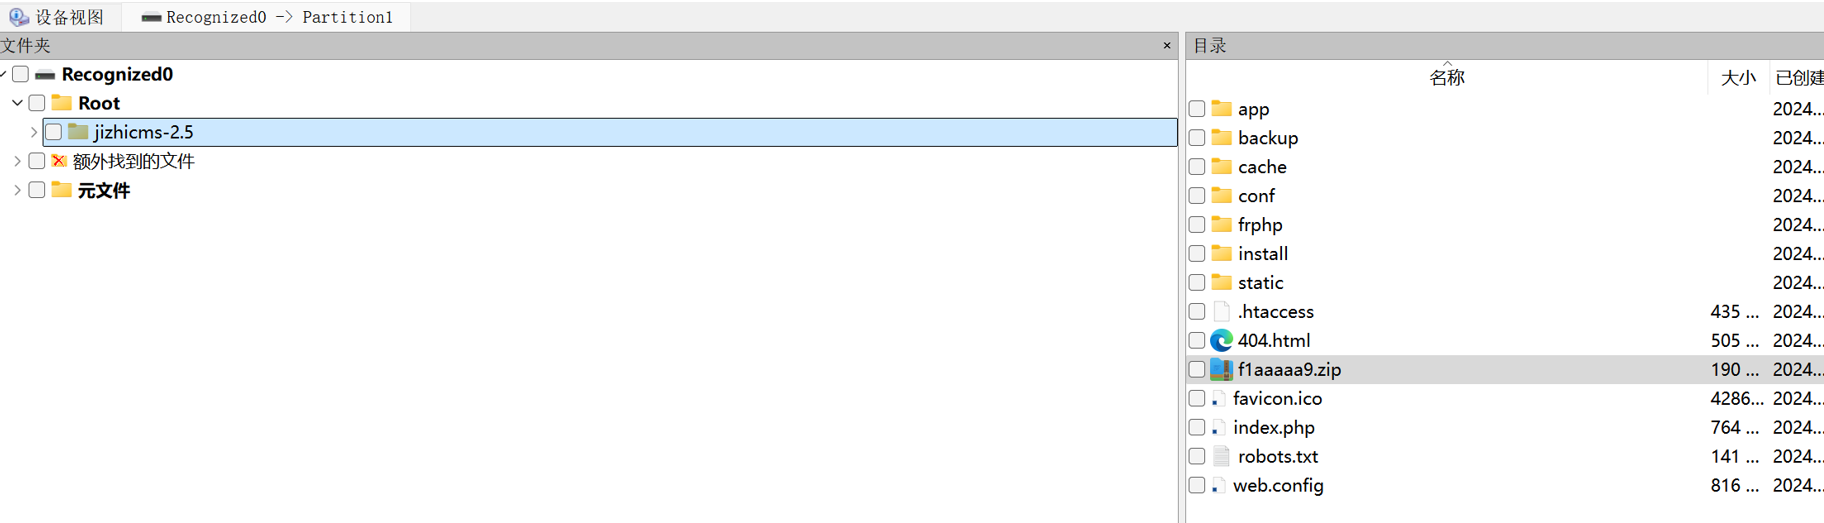 设备视图 Recognized0 -> Partition1
文件夹 ×
Recognized0
Root
jizhicms-2.5
额外找到的文件
元文件
目录
名称 大小 已创建
app 2024...
backup 2024...
cache 2024...
conf 2024...
frphp 2024...
install 2024...
static 2024...
.htaccess 435 ... 2024...
404.html 505 ... 2024...
f1aaaaa9.zip 190 ... 2024...
favicon.ico 4286... 2024...
index.php 764 ... 2024...
robots.txt 141 ... 2024...
web.config 816 ... 2024...